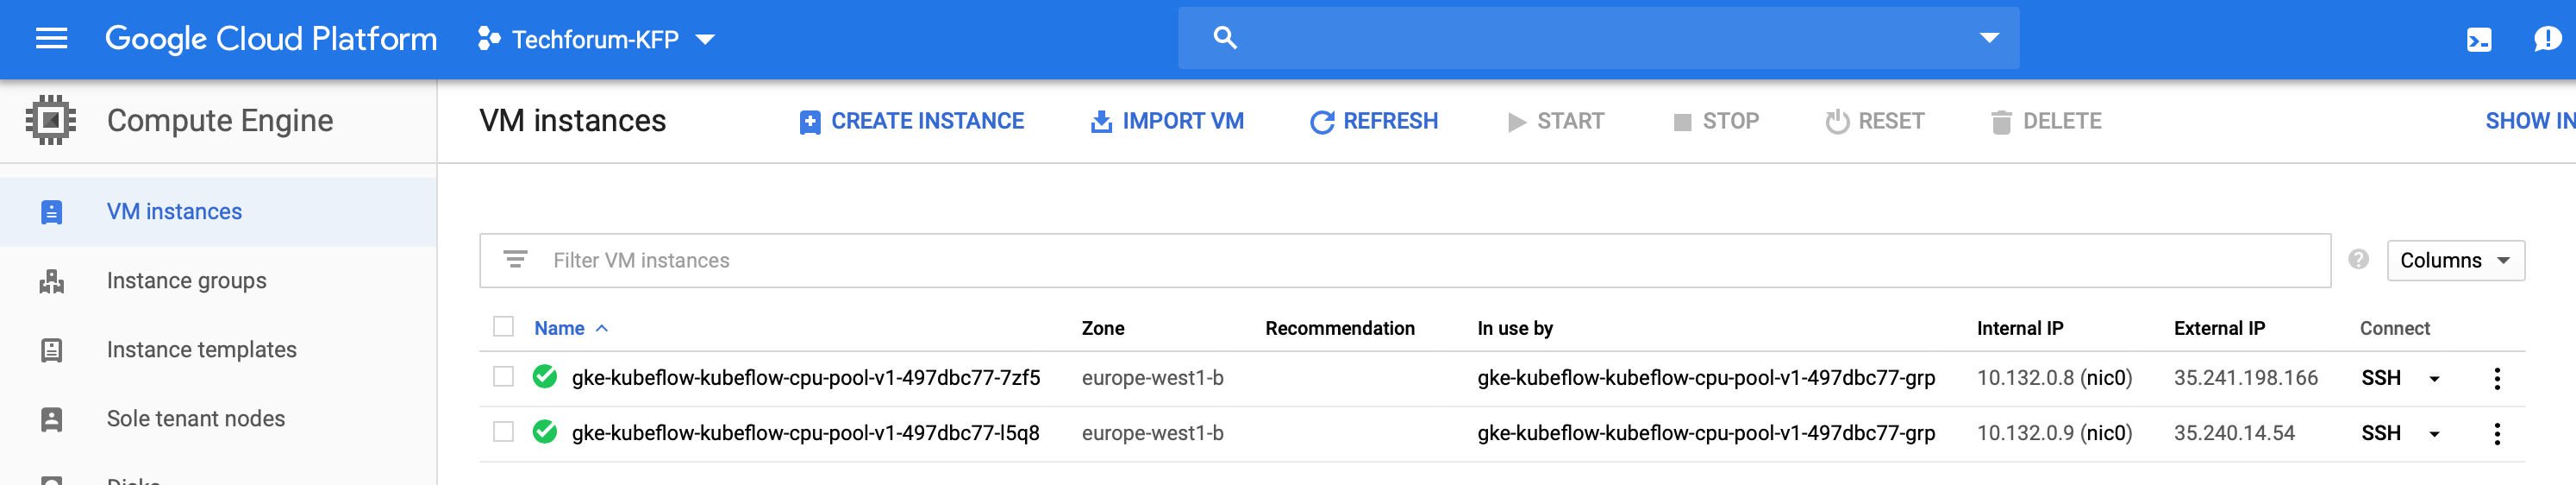 Google Cloud Platform Techforum-KFP
Compute Engine
VM instances CREATE INSTANCE IMPORT VM REFRESH START STOP RESET DELETE SHOW IN
VM instances
Instance groups
Instance templates
Sole tenant nodes
Disks
Filter VM instances Columns
Name Zone Recommendation In use by Internal IP External IP Connect
gke-kubeflow-kubeflow-cpu-pool-v1-497dbc77-7zf5 europe-west1-b gke-kubeflow-kubeflow-cpu-pool-v1-497dbc77-grp 10.132.0.8 (nic0) 35.241.198.166 SSH
gke-kubeflow-kubeflow-cpu-pool-v1-497dbc77-l5q8 europe-west1-b gke-kubeflow-kubeflow-cpu-pool-v1-497dbc77-grp 10.132.0.9 (nic0) 35.240.14.54 SSH